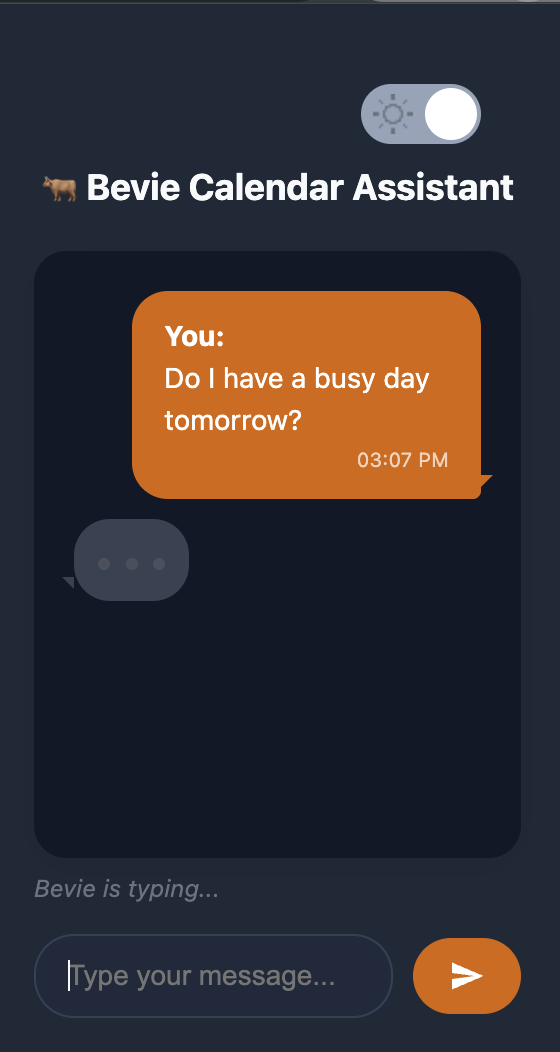 🐂 Bevie Calendar Assistant
You:
Do I have a busy day
tomorrow?
03:07 PM
Bevie is typing...
Type your message...